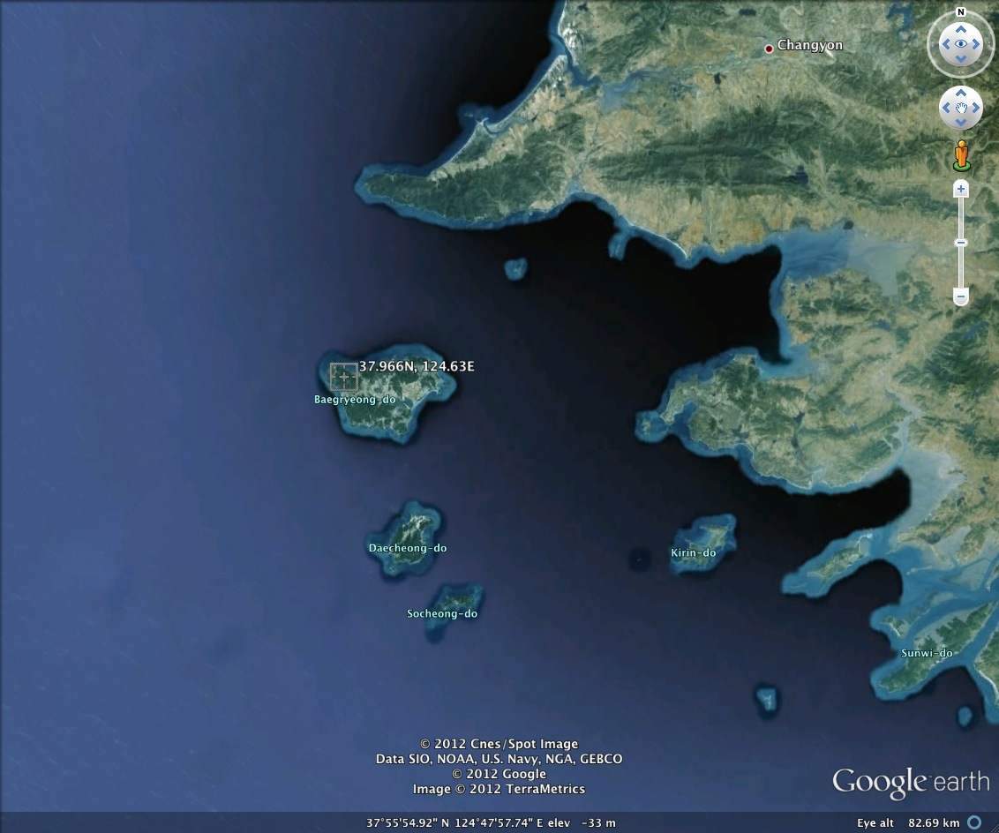 N
Changyon
37.966N, 124.63E
Baegryeong-do
Daecheong-do
Kirin-do
Socheong-do
Sunwi-do
© 2012 Cnes/Spot Image
Data SIO, NOAA, U.S. Navy, NGA, GEBCO
© 2012 Google
Image © 2012 TerraMetrics
Google earth
37°55'54.92" N 124°47'57.74" E elev -33 m
Eye alt 82.69 km